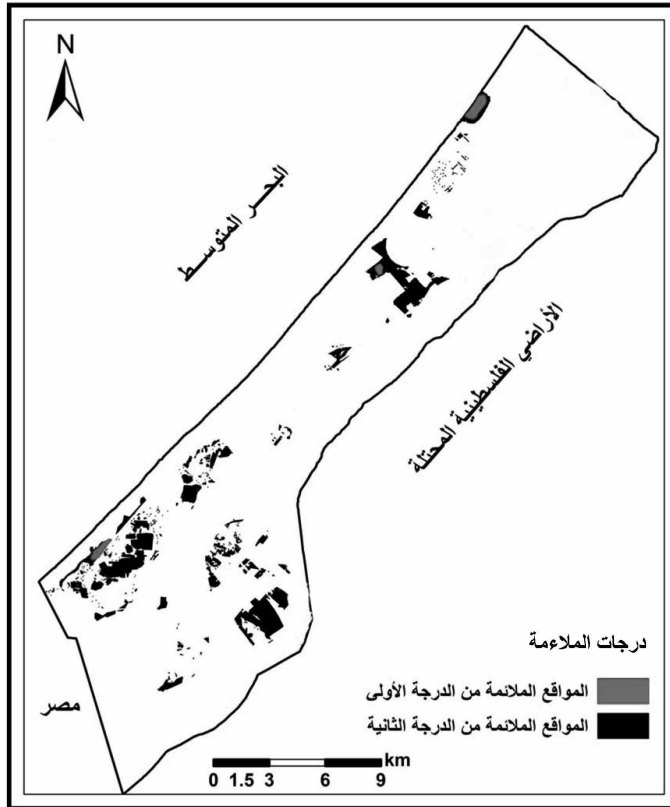 N
البحر المتوسط
الأراضي الفلسطينية المحتلة
مصر
درجات الملاءمة
المواقع الملائمة من الدرجة الأولى
المواقع الملائمة من الدرجة الثانية
km
0 1.5 3 6 9